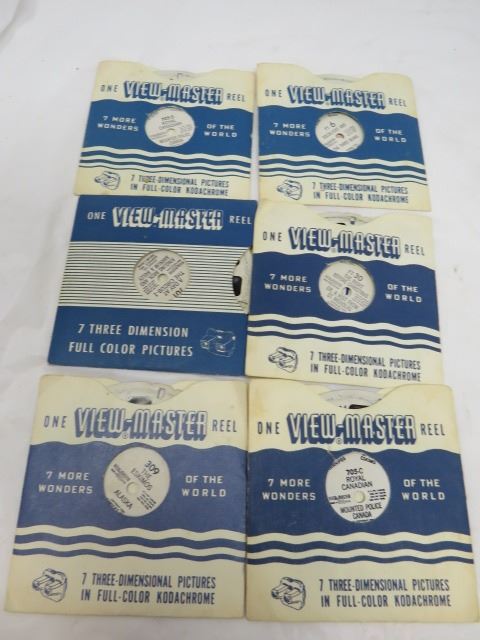 ONE VIEW-MASTER REEL
7 MORE WONDERS
OF THE WORLD
7 THREE-DIMENSIONAL PICTURES
IN FULL-COLOR KODACHROME
ONE VIEW-MASTER REEL
7 MORE WONDERS
OF THE WORLD
6
7 THREE-DIMENSIONAL PICTURES
IN FULL-COLOR KODACHROME
ONE VIEW-MASTER REEL
7 THREE DIMENSION
FULL COLOR PICTURES
ONE VIEW-MASTER REEL
7 MORE WONDERS
OF THE WORLD
30
7 THREE-DIMENSIONAL PICTURES
IN FULL-COLOR KODACHROME
ONE VIEW-MASTER REEL
7 MORE WONDERS
OF THE WORLD
309
THE
ESKIMOS
ALASKA
7 THREE-DIMENSIONAL PICTURES
IN FULL-COLOR KODACHROME
ONE VIEW-MASTER REEL
7 MORE WONDERS
OF THE WORLD
705-C
ROYAL
CANADIAN
MOUNTED POLICE
CANADA
7 THREE-DIMENSIONAL PICTURES
IN FULL-COLOR KODACHROME